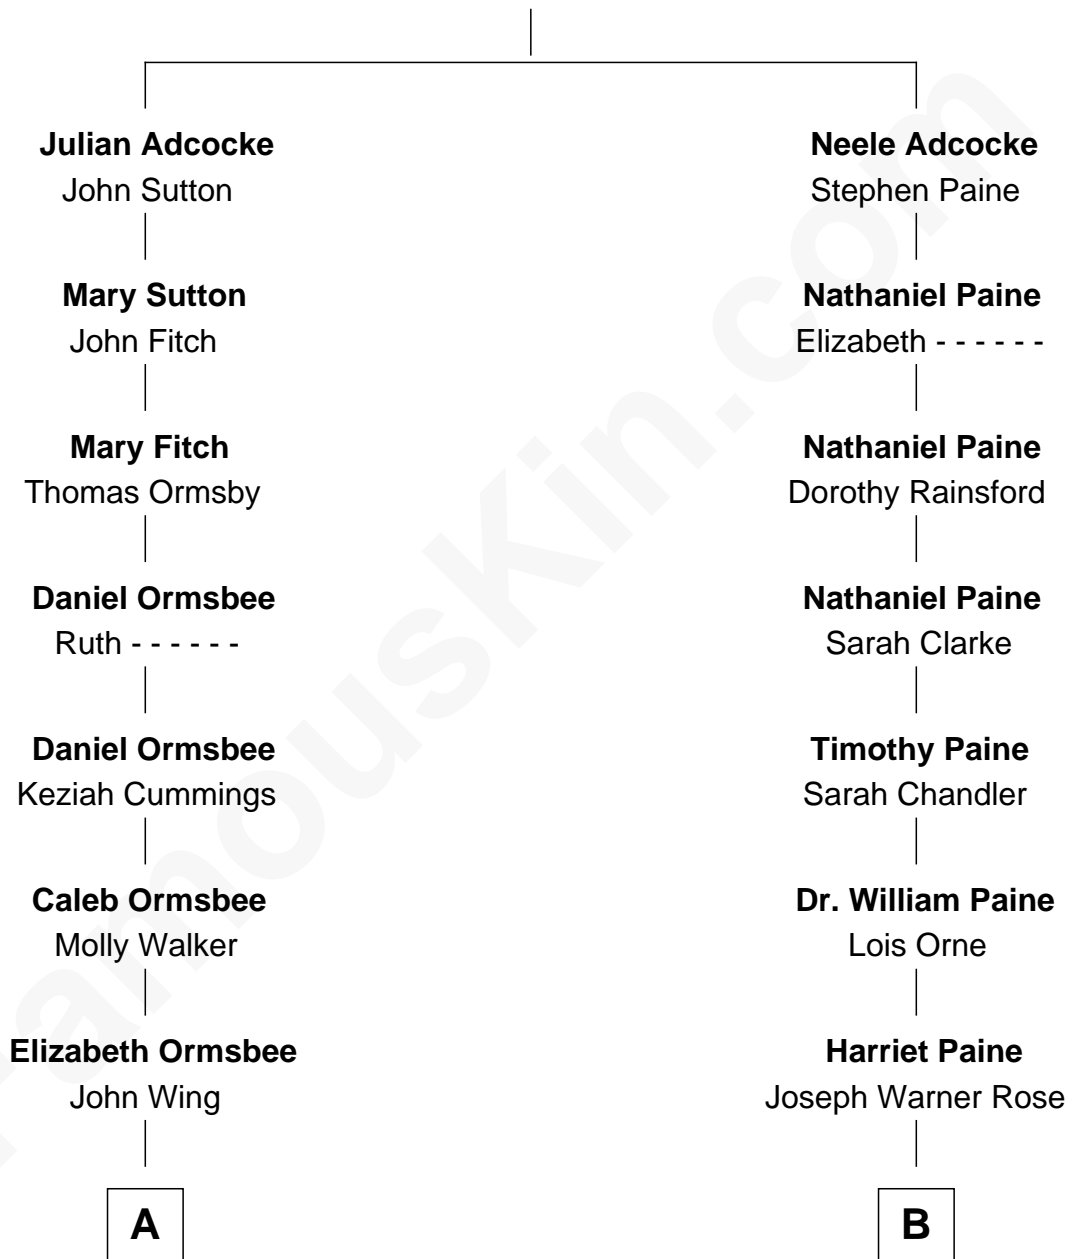 Julian Adcocke
John Sutton
Neele Adcocke
Stephen Paine
Mary Sutton
John Fitch
Nathaniel Paine
Elizabeth - - - - - -
Mary Fitch
Thomas Ormsby
Nathaniel Paine
Dorothy Rainsford
Daniel Ormsbee
Ruth - - - - - -
Nathaniel Paine
Sarah Clarke
Daniel Ormsbee
Keziah Cummings
Timothy Paine
Sarah Chandler
Caleb Ormsbee
Molly Walker
Dr. William Paine
Lois Orne
Elizabeth Ormsbee
John Wing
Harriet Paine
Joseph Warner Rose
A
B
FamousKin.com